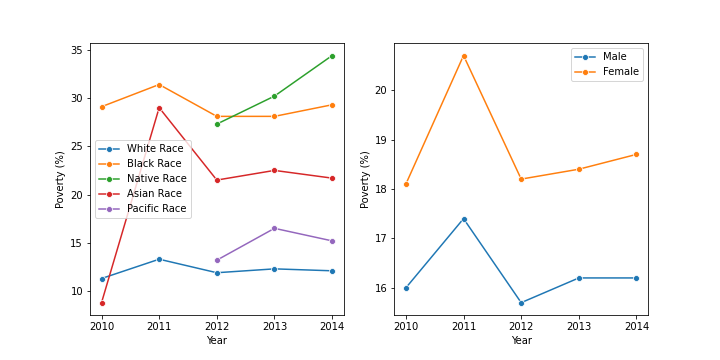 35
30
25
20
15
10
Poverty (%)
White Race
Black Race
Native Race
Asian Race
Pacific Race
2010 2011 2012 2013 2014
Year
20
19
18
17
16
Poverty (%)
Male
Female
2010 2011 2012 2013 2014
Year